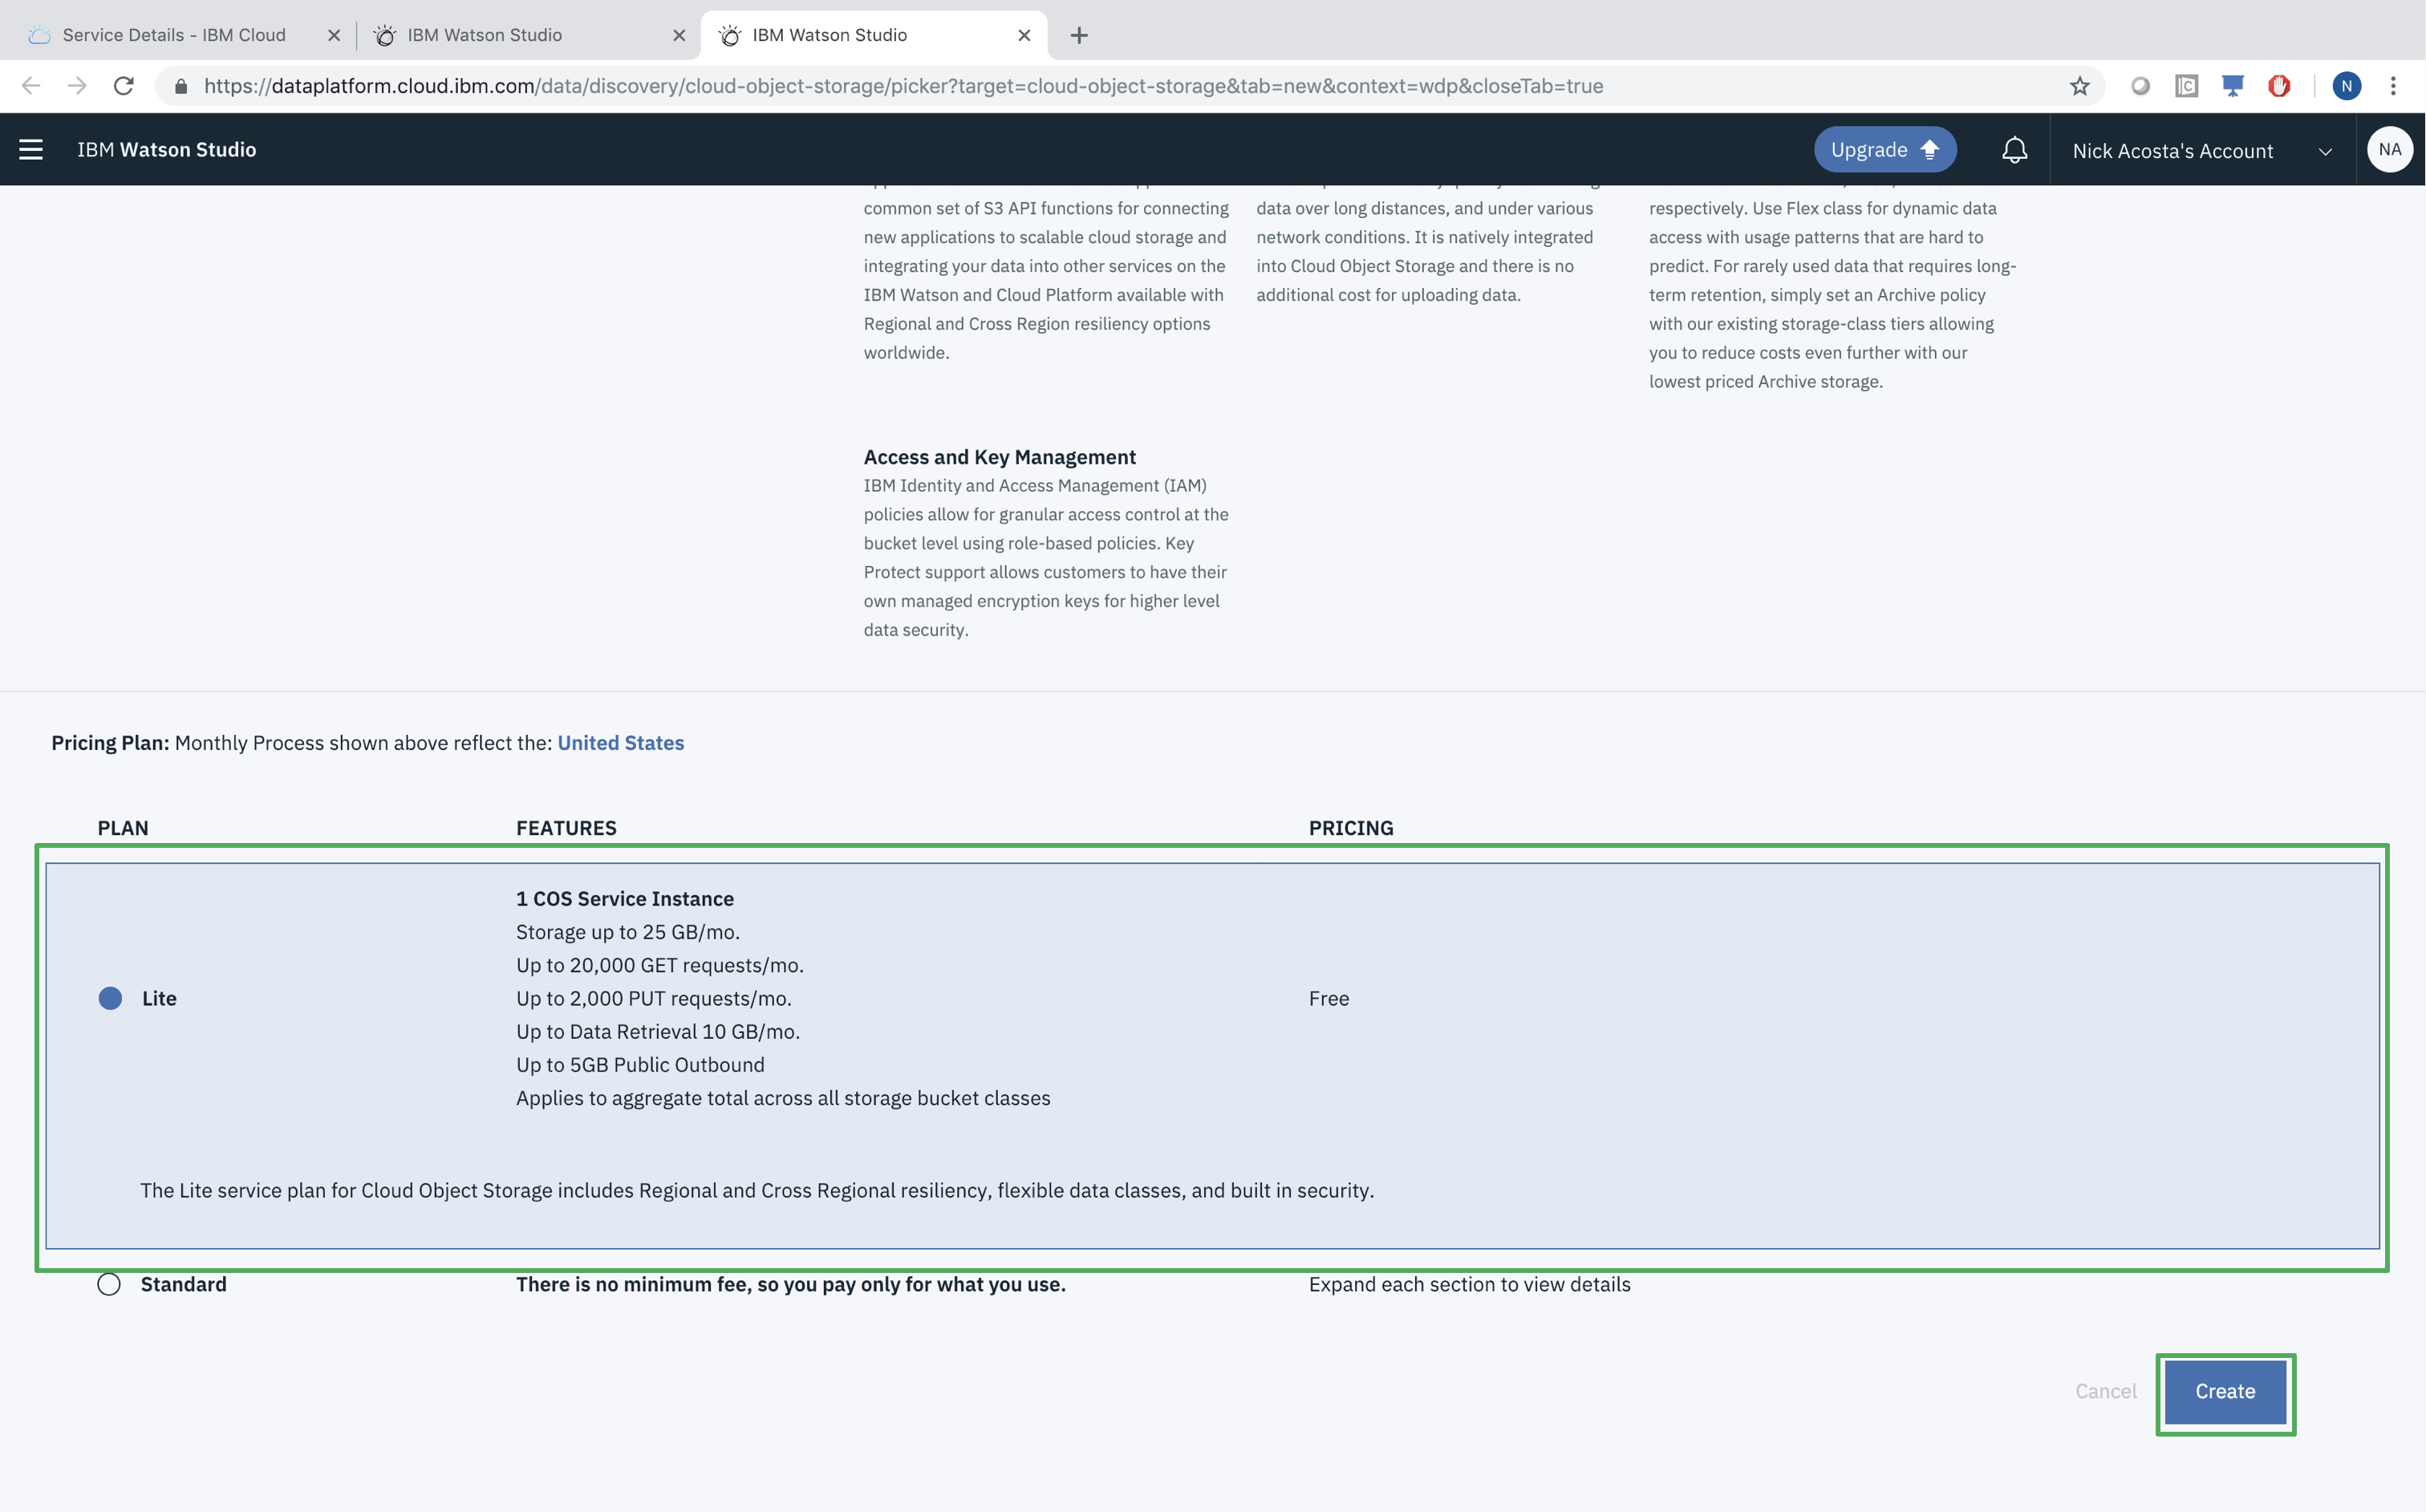 Service Details - IBM Cloud
IBM Watson Studio
IBM Watson Studio
https://dataplatform.cloud.ibm.com/data/discovery/cloud-object-storage/picker?target=cloud-object-storage&tab=new&context=wdp&closeTab=true
N
IBM Watson Studio
Upgrade
Nick Acosta's Account
NA
common set of S3 API functions for connecting
new applications to scalable cloud storage and
integrating your data into other services on the
IBM Watson and Cloud Platform available with
Regional and Cross Region resiliency options
worldwide.
data over long distances, and under various
network conditions. It is natively integrated
into Cloud Object Storage and there is no
additional cost for uploading data.
respectively. Use Flex class for dynamic data
access with usage patterns that are hard to
predict. For rarely used data that requires long-
term retention, simply set an Archive policy
with our existing storage-class tiers allowing
you to reduce costs even further with our
lowest priced Archive storage.
Access and Key Management
IBM Identity and Access Management (IAM)
policies allow for granular access control at the
bucket level using role-based policies. Key
Protect support allows customers to have their
own managed encryption keys for higher level
data security.
Pricing Plan: Monthly Process shown above reflect the: United States
PLAN
FEATURES
PRICING
Lite
1 COS Service Instance
Storage up to 25 GB/mo.
Up to 20,000 GET requests/mo.
Up to 2,000 PUT requests/mo.
Up to Data Retrieval 10 GB/mo.
Up to 5GB Public Outbound
Applies to aggregate total across all storage bucket classes
Free
The Lite service plan for Cloud Object Storage includes Regional and Cross Regional resiliency, flexible data classes, and built in security.
Standard
There is no minimum fee, so you pay only for what you use.
Expand each section to view details
Cancel
Create